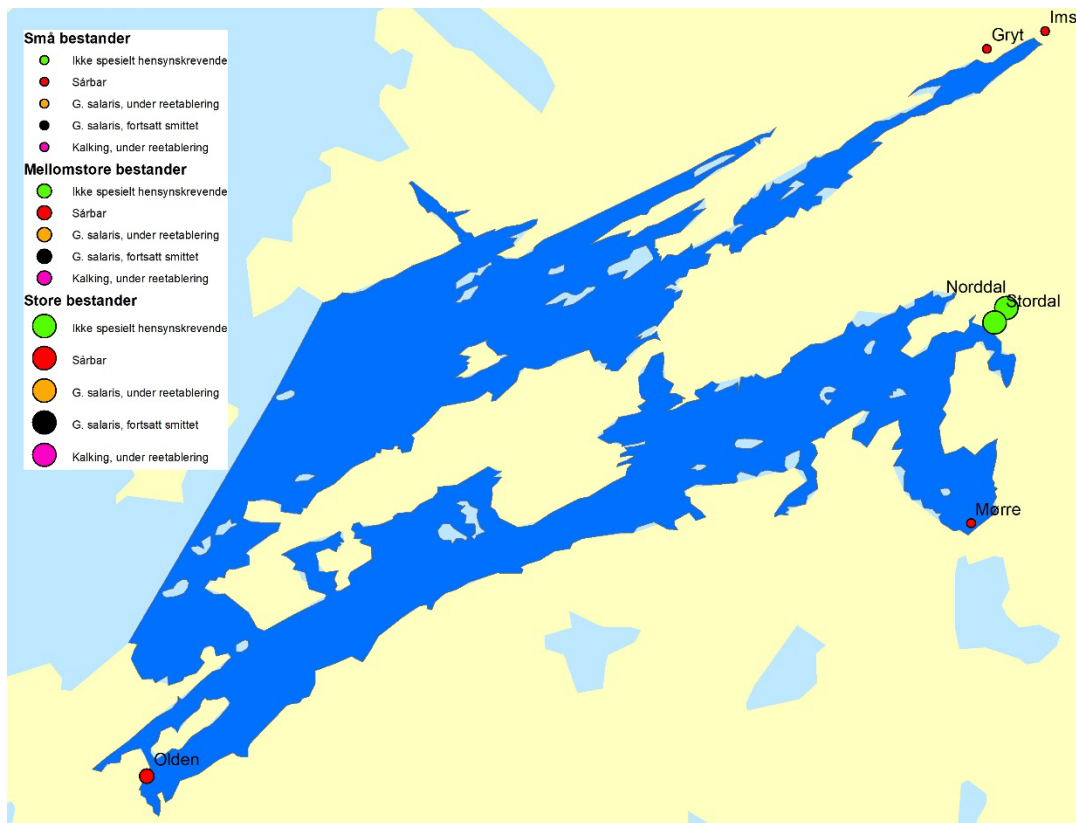 Små bestander
Ikke spesielt hensynskrevende
Sårbar
G. salaris, under reetablering
G. salaris, fortsatt smittet
Kalking, under reetablering
Mellomstore bestander
Ikke spesielt hensynskrevende
Sårbar
G. salaris, under reetablering
G. salaris, fortsatt smittet
Kalking, under reetablering
Store bestander
Ikke spesielt hensynskrevende
Sårbar
G. salaris, under reetablering
G. salaris, fortsatt smittet
Kalking, under reetablering
Ims
Gryt
Norddal
Stordal
Mørre
Olden